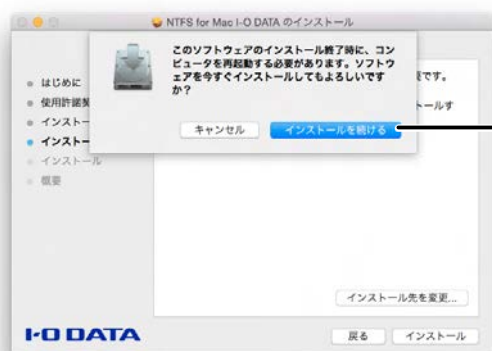 NTFS for Mac I-O DATA のインストール
このソフトウェアのインストール終了時に、コン
ピュータを再起動する必要があります。ソフトウ
ェアを今すぐインストールしてもよろしいです
か?
キャンセル
インストールを続ける
はじめに
使用許諾契
インストー
インストー
インストール
概要
です。
ールす
インストール先を変更...
I-O DATA
戻る
インストール